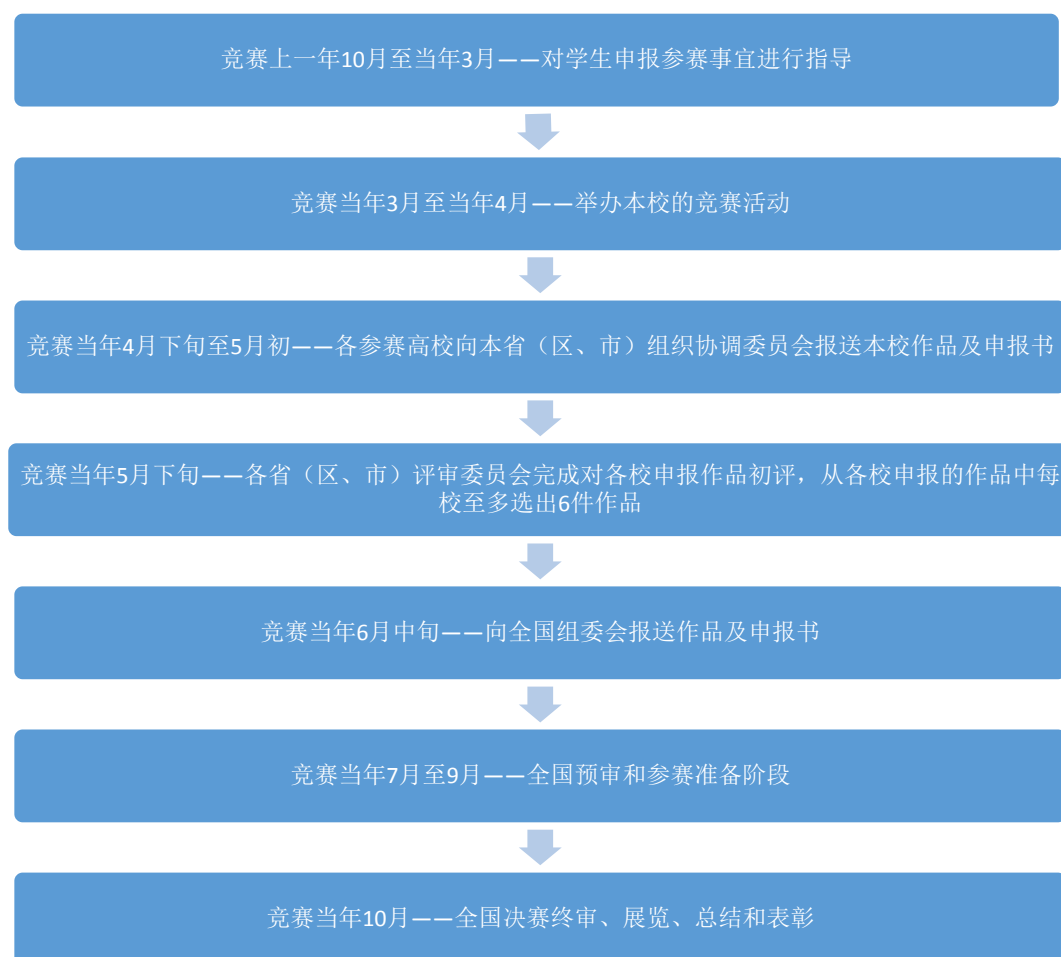 竞赛上一年10月至当年3月——对学生申报参赛事宜进行指导
竞赛当年3月至当年4月——举办本校的竞赛活动
竞赛当年4月下旬至5月初——各参赛高校向本省（区、市）组织协调委员会报送本校作品及申报书
竞赛当年5月下旬——各省（区、市）评审委员会完成对各校申报作品初评，从各校申报的作品中每
校至多选出6件作品
竞赛当年6月中旬——向全国组委会报送作品及申报书
竞赛当年7月至9月——全国预审和参赛准备阶段
竞赛当年10月——全国决赛终审、展览、总结和表彰